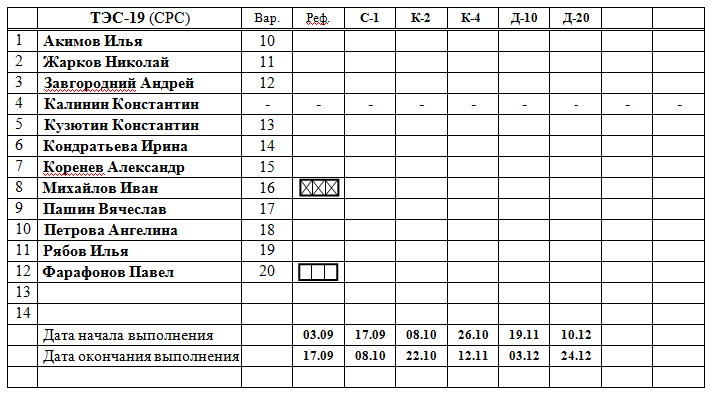 ТЭС-19 (СРС) Вар. Реф. С-1 К-2 К-4 Д-10 Д-20
1 Акимов Илья 10
2 Жарков Николай 11
3 Завгородний Андрей 12
4 Калинин Константин - - - - - - - - -
5 Кузютин Константин 13
6 Кондратьева Ирина 14
7 Коренев Александр 15
8 Михайлов Иван 16
9 Пашин Вячеслав 17
10 Петрова Ангелина 18
11 Рябов Илья 19
12 Фарафонов Павел 20
13
14
Дата начала выполнения 03.09 17.09 08.10 26.10 19.11 10.12
Дата окончания выполнения 17.09 08.10 22.10 12.11 03.12 24.12